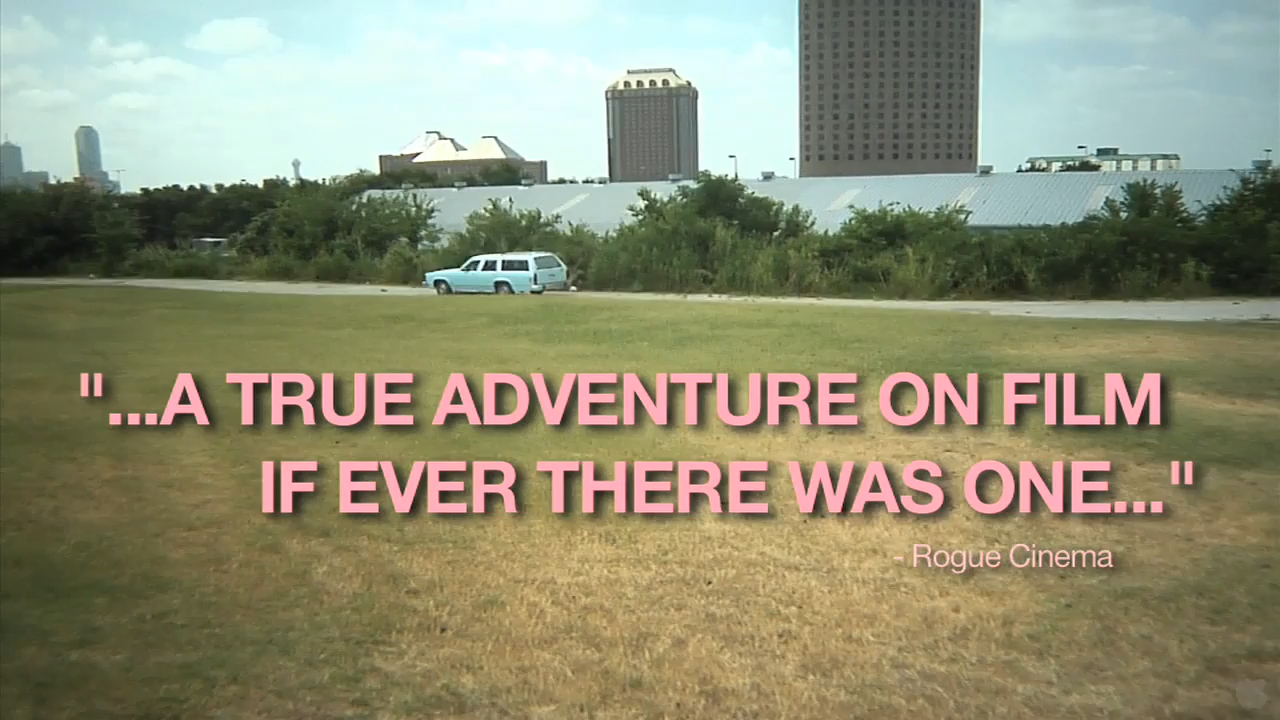 "...A TRUE ADVENTURE ON FILM
IF EVER THERE WAS ONE..."
- Rogue Cinema